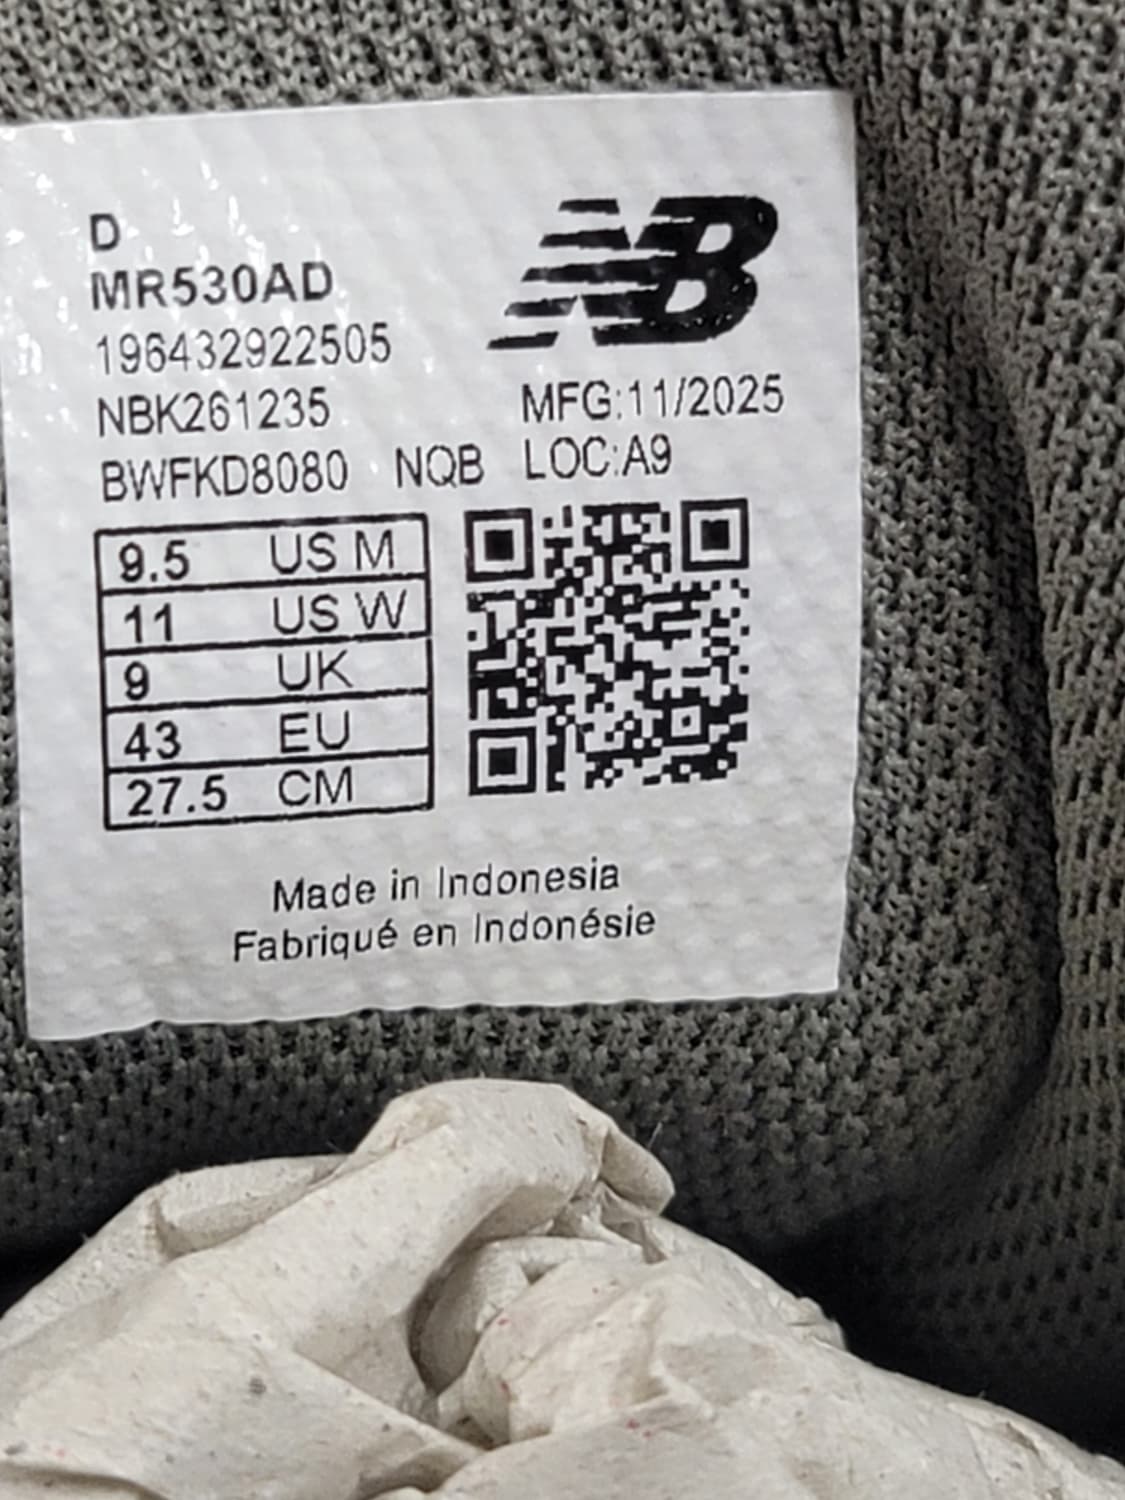 D
MR530AD
196432922505
NBK261235
BWFKD8080 NQB
NB
MFG:11/2025
LOC:A9
9.5 US M
11 US W
9 UK
43 EU
27.5 CM
Made in Indonesia
Fabriqué en Indonésie